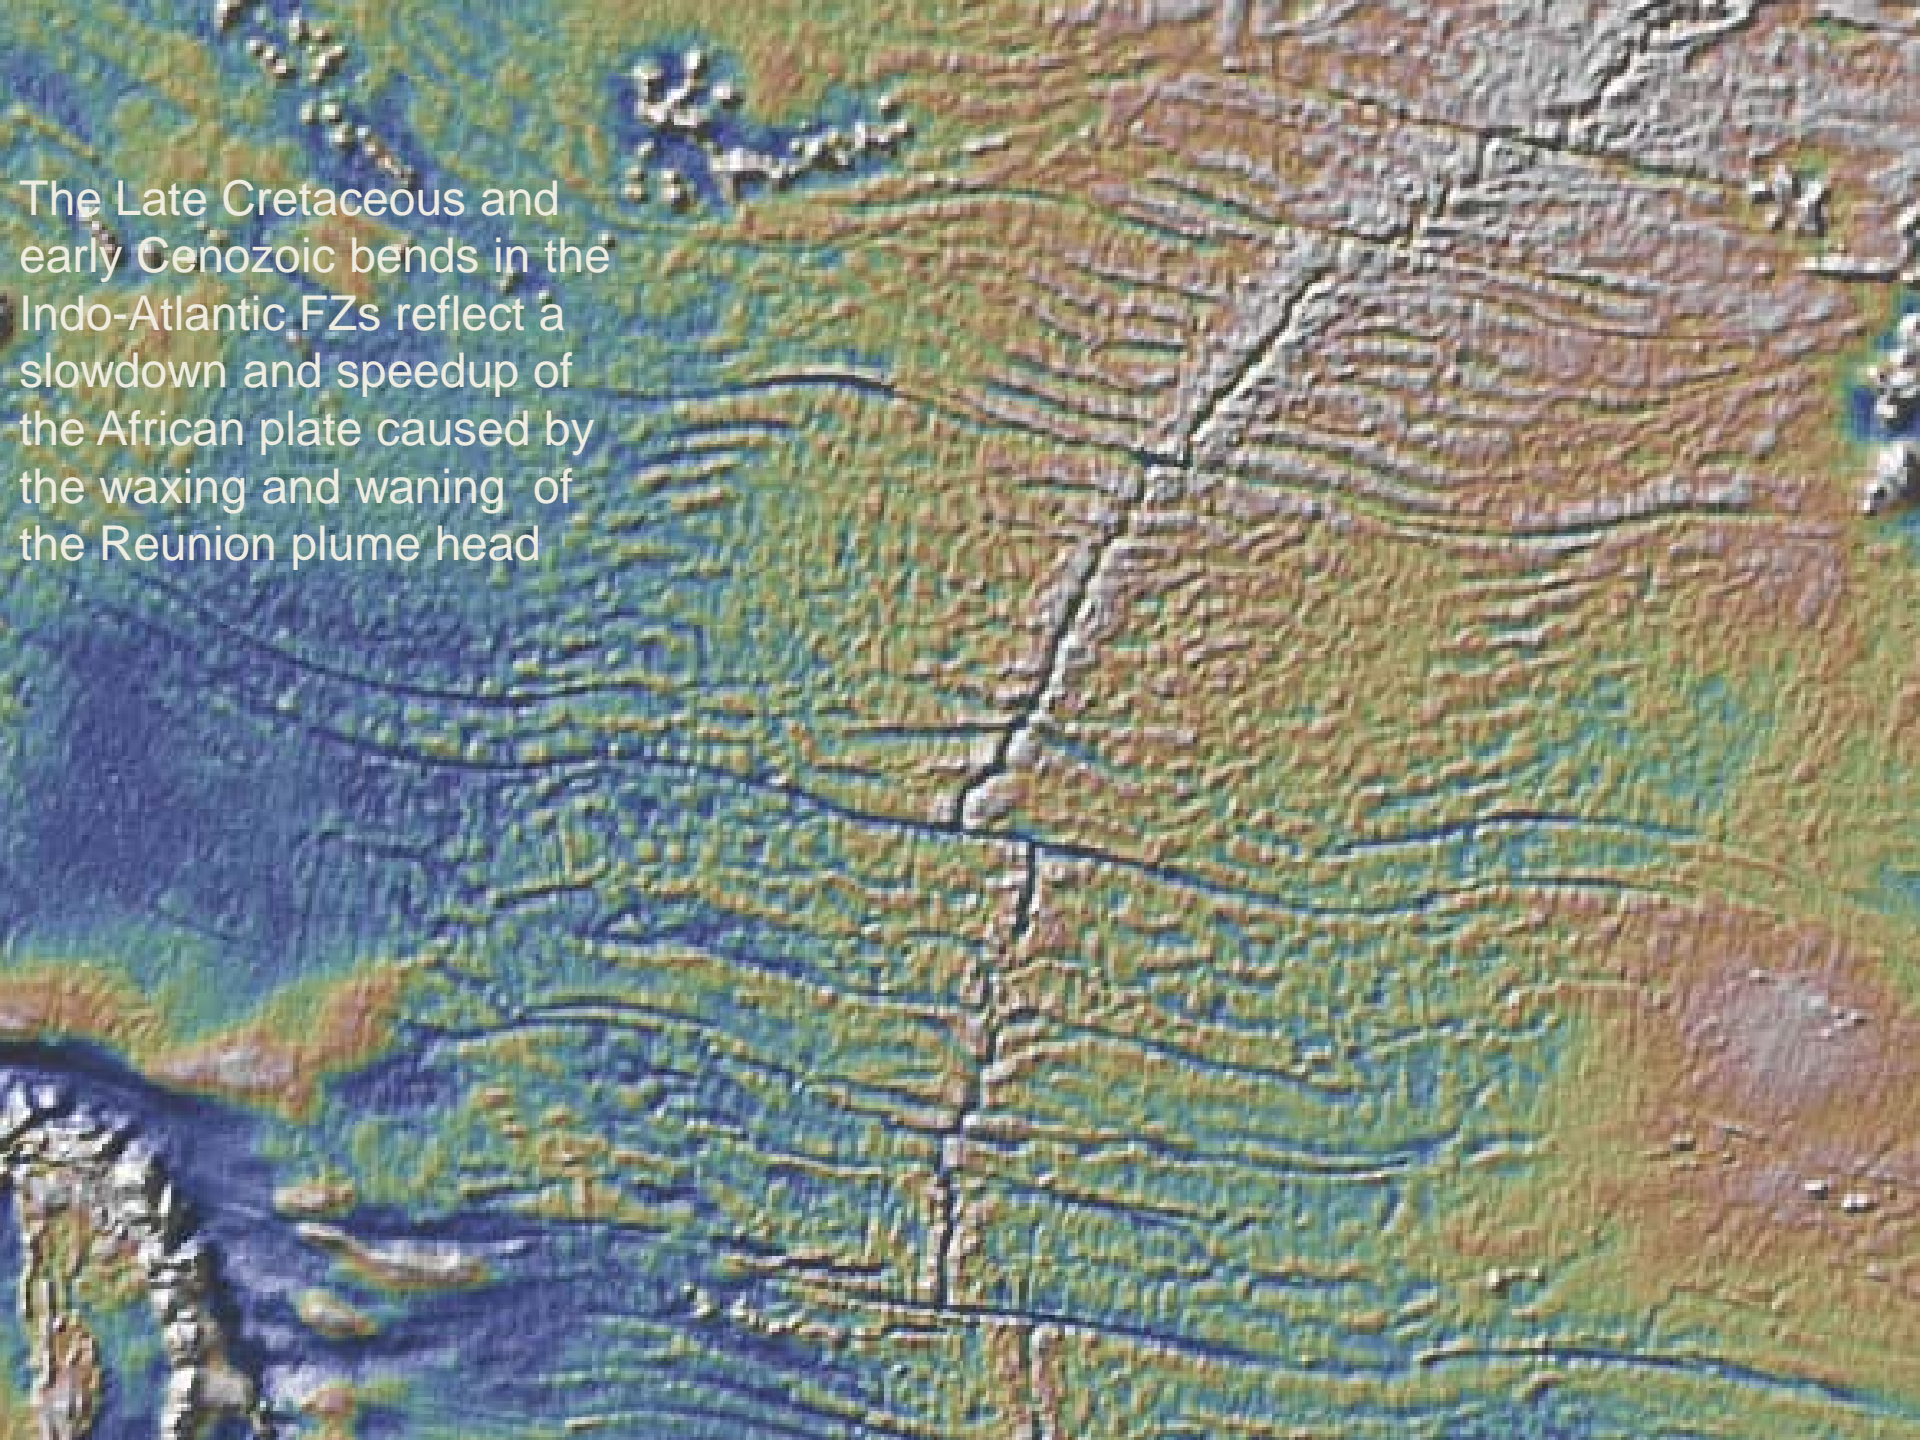 The Late Cretaceous and
early Cenozoic bends in the
Indo-Atlantic FZs reflect a
slowdown and speedup of
the African plate caused by
the waxing and waning  of
the Reunion plume head